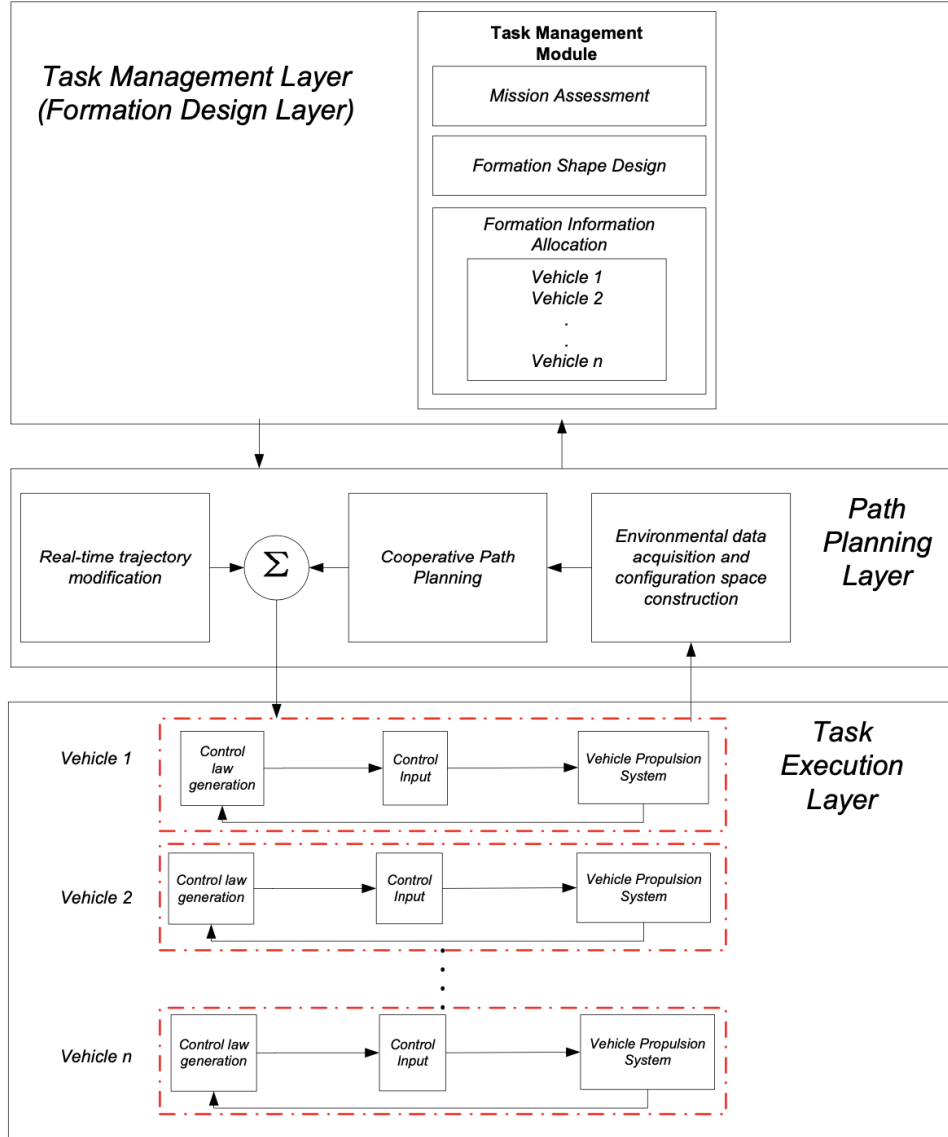 Task Management Layer
(Formation Design Layer)
Task Management
Module
Mission Assessment
Formation Shape Design
Formation Information
Allocation
Vehicle 1
Vehicle 2
.
.
Vehicle n
Real-time trajectory
modification
Σ
Cooperative Path
Planning
Environmental data
acquisition and
configuration space
construction
Path
Planning
Layer
Task
Execution
Layer
Vehicle 1
Control
law
generation
Control
Input
Vehicle Propulsion
System
Vehicle 2
Control law
generation
Control
Input
Vehicle Propulsion
System
Vehicle n
Control law
generation
Control
Input
Vehicle Propulsion
System